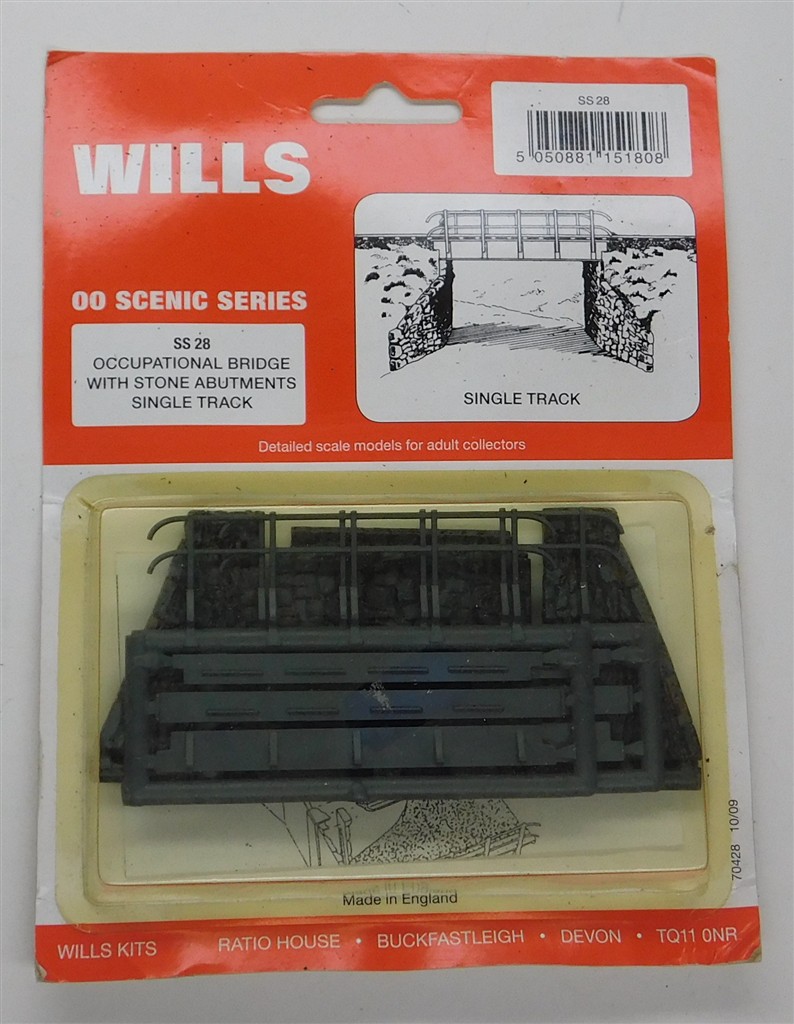 WILLS
SS 28
5 050881 151808
OO SCENIC SERIES
SS 28
OCCUPATIONAL BRIDGE
WITH STONE ABUTMENTS
SINGLE TRACK
SINGLE TRACK
Detailed scale models for adult collectors
70428 10/09
Made in England
WILLS KITS RATIO HOUSE • BUCKFASTLEIGH • DEVON • TQ11 0NR